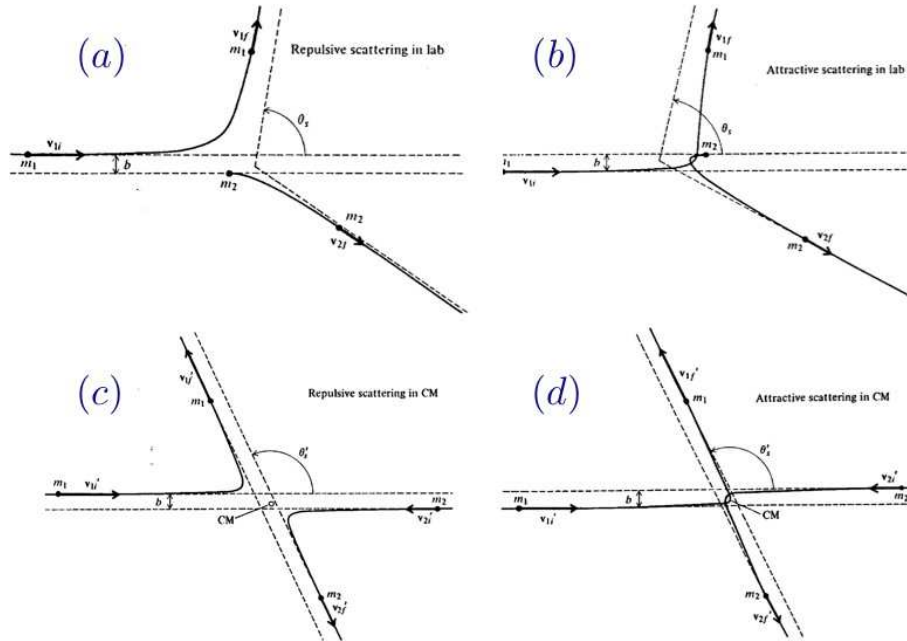 (a)
v1f
m1
Repulsive scattering in lab
θs
v1i
m1
b
m2
m2
v2f
(b)
v1f
m1
Attractive scattering in lab
θs
m2
b
v1i
v2f
m2
(c)
v1f'
m1
Repulsive scattering in CM
θs'
m1
v1i'
b
CM
m2
v2i'
m2
v2f'
(d)
v1f'
m1
Attractive scattering in CM
θs'
v2i'
m1
b
m2
v1i'
CM
m2
v2f'